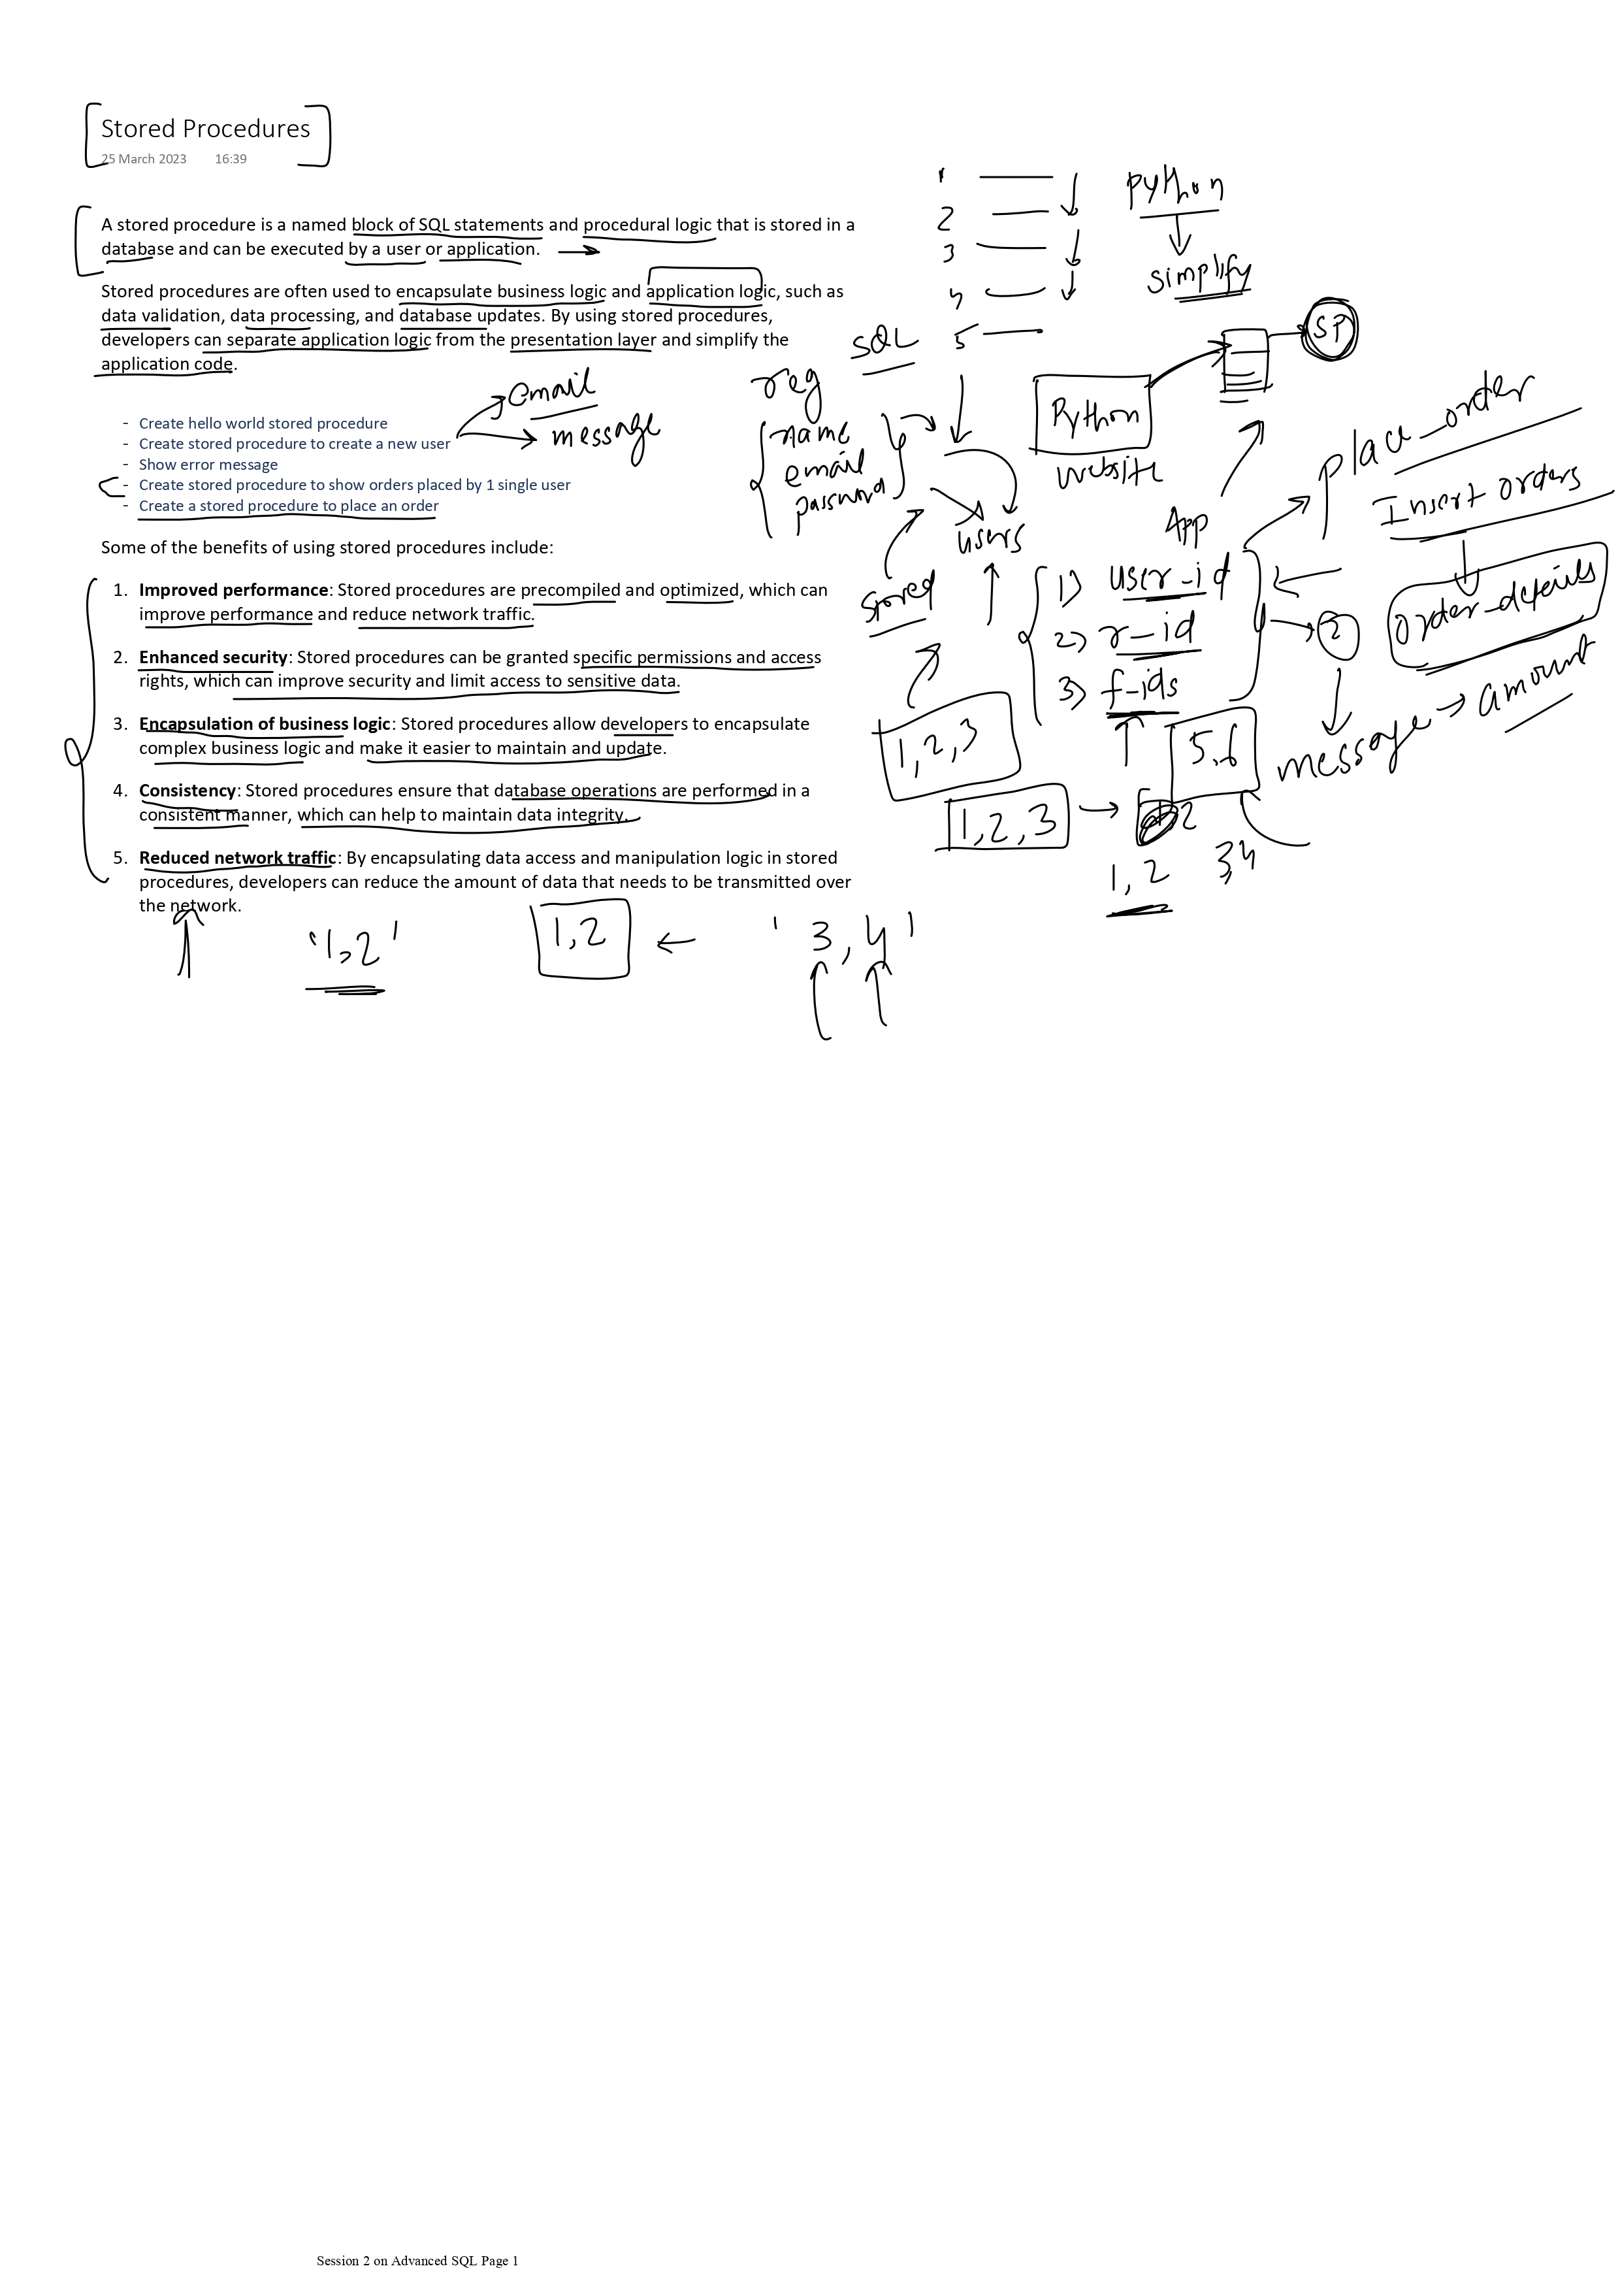 Stored Procedures
25 March 2023 16:39
A stored procedure is a named block of SQL statements and procedural logic that is stored in a
database and can be executed by a user or application.
Stored procedures are often used to encapsulate business logic and application logic, such as
data validation, data processing, and database updates. By using stored procedures,
developers can separate application logic from the presentation layer and simplify the
application code.
- Create hello world stored procedure
- Create stored procedure to create a new user
- Show error message
- Create stored procedure to show orders placed by 1 single user
- Create a stored procedure to place an order
Some of the benefits of using stored procedures include:
1. Improved performance: Stored procedures are precompiled and optimized, which can
improve performance and reduce network traffic.
2. Enhanced security: Stored procedures can be granted specific permissions and access
rights, which can improve security and limit access to sensitive data.
3. Encapsulation of business logic: Stored procedures allow developers to encapsulate
complex business logic and make it easier to maintain and update.
4. Consistency: Stored procedures ensure that database operations are performed in a
consistent manner, which can help to maintain data integrity.
5. Reduced network traffic: By encapsulating data access and manipulation logic in stored
procedures, developers can reduce the amount of data that needs to be transmitted over
the network.
email
message
1
2
3
4
5
SQL
python
simplify
SP
Python
website
App
reg
name
email
password
users
stored
1,2,3
1) user_id
2) r_id
3) f_ids
place_order
Insert orders
order_details
2
message → amount
5,6
1,2,3
2
1,2
3,4
'1,2'
1,2
'3,4'
Session 2 on Advanced SQL Page 1